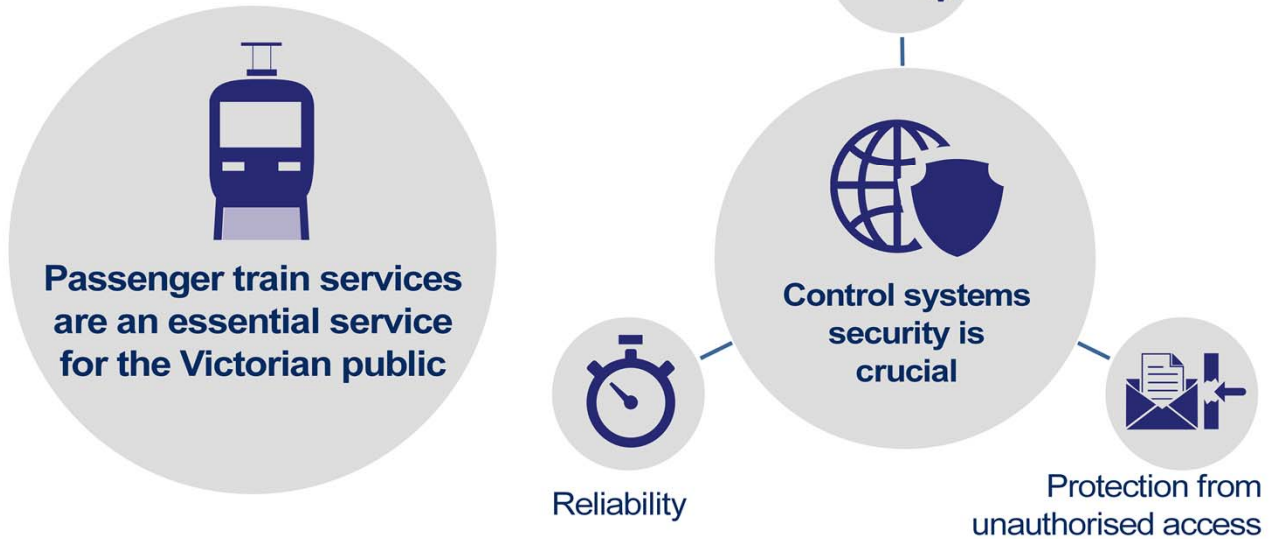 Passenger train services
are an essential service
for the Victorian public
Control systems
security is
crucial
Reliability
Protection from
unauthorised access